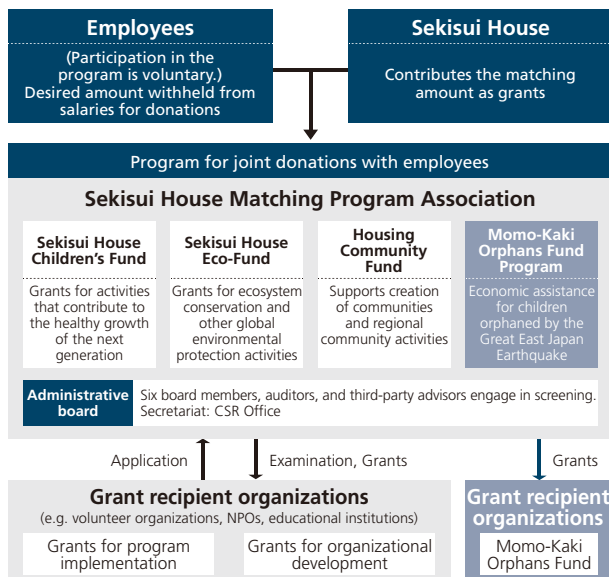 Employees
(Participation in the
program is voluntary.)
Desired amount withheld from
salaries for donations
Sekisui House
Contributes the matching
amount as grants
Program for joint donations with employees
Sekisui House Matching Program Association
Sekisui House
Children's Fund
Grants for activities
that contribute to
the healthy growth
of the next
generation
Sekisui House
Eco-Fund
Grants for ecosystem
conservation and
other global
environmental
protection activities
Housing
Community
Fund
Supports creation
of communities
and regional
community activities
Momo-Kaki
Orphans Fund
Program
Economic assistance
for children
orphaned by the
Great East Japan
Earthquake
Administrative
board
Six board members, auditors, and third-party advisors engage in screening.
Secretariat: CSR Office
Application
Examination, Grants
Grants
Grant recipient organizations
(e.g. volunteer organizations, NPOs, educational institutions)
Grants for program
implementation
Grants for organizational
development
Grant recipient
organizations
Momo-Kaki
Orphans Fund